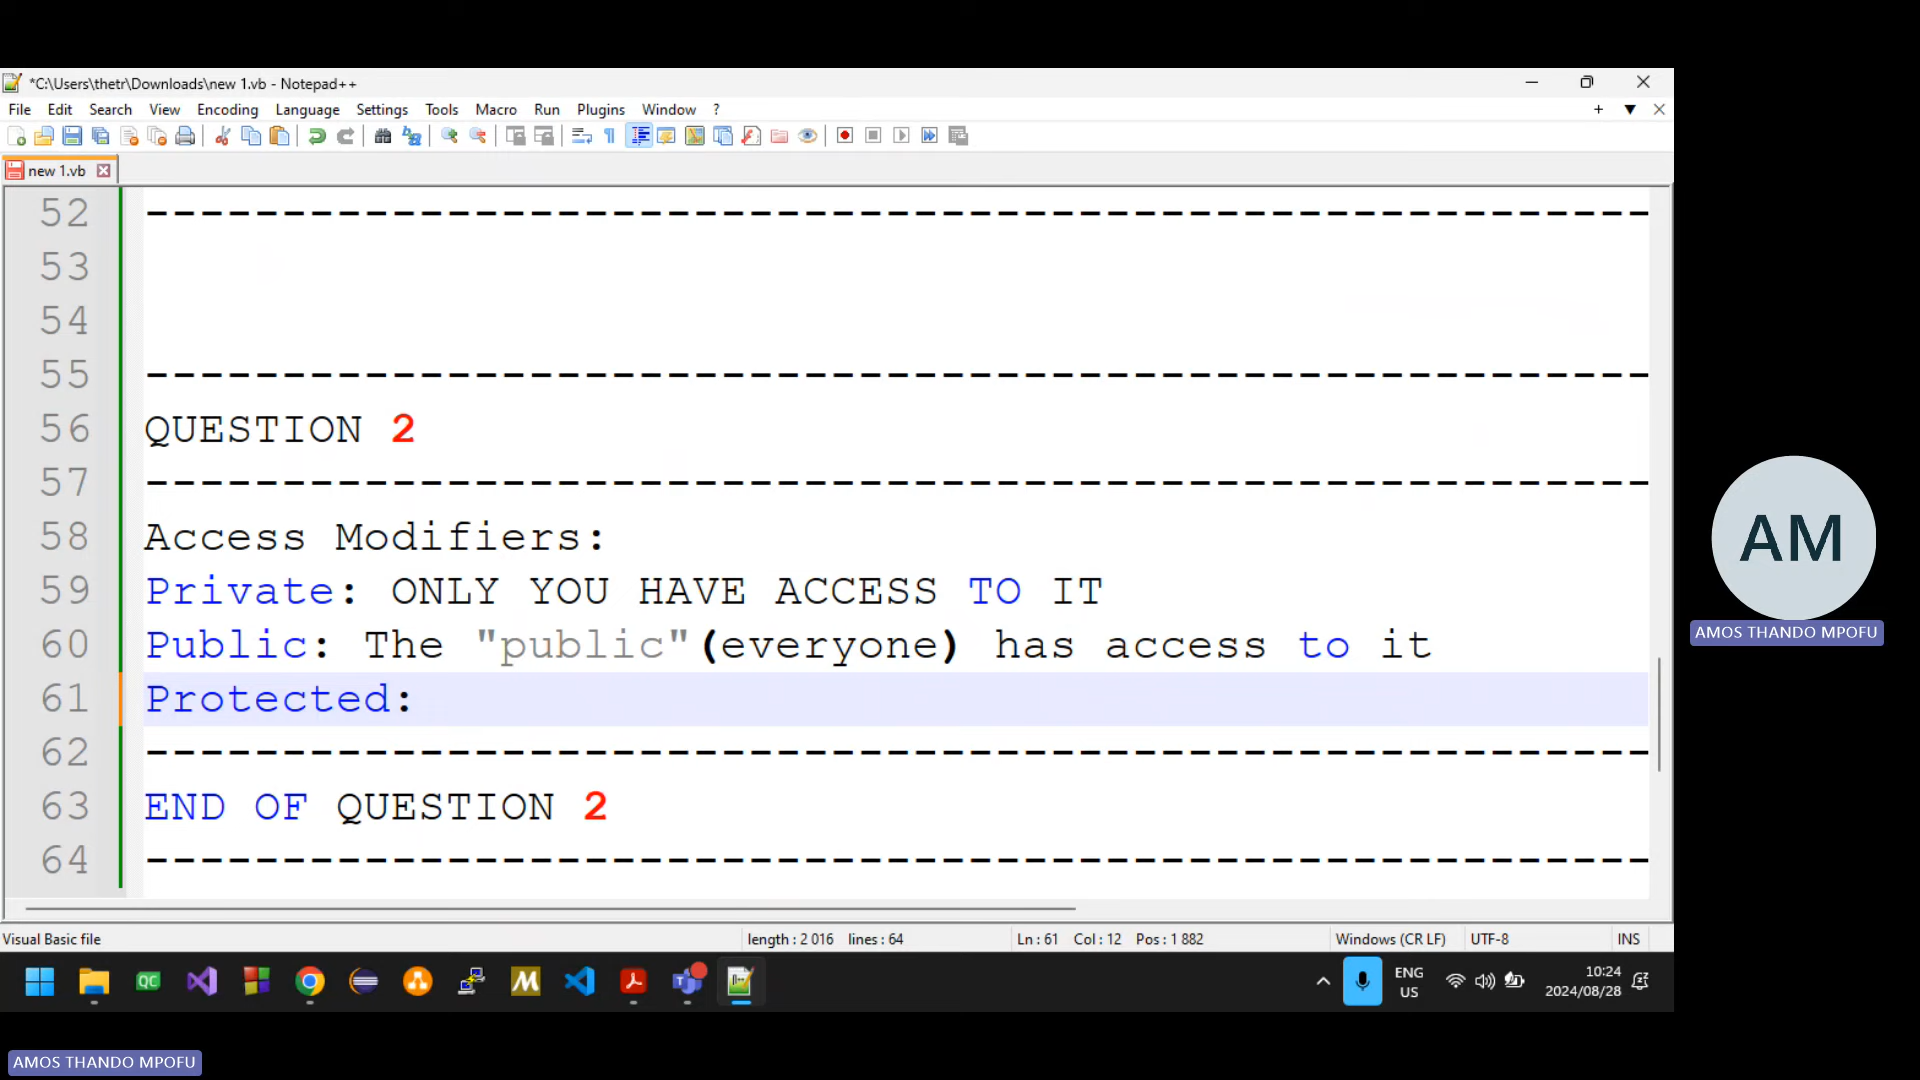 *C:\Users\thetr\Downloads\new 1.vb - Notepad++
File Edit Search View Encoding Language Settings Tools Macro Run Plugins Window ?
new 1.vb
52 -------------------------------------------------------
53
54
55 -------------------------------------------------------
56 QUESTION 2
57 -------------------------------------------------------
58 Access Modifiers:
59 Private: ONLY YOU HAVE ACCESS TO IT
60 Public: The "public"(everyone) has access to it
61 Protected:
62 -------------------------------------------------------
63 END OF QUESTION 2
64 -------------------------------------------------------
AM
AMOS THANDO MPOFU
Visual Basic file length : 2 016 lines : 64 Ln : 61 Col : 12 Pos : 1 882 Windows (CR LF) UTF-8 INS
QC
ENG
US
10:24
2024/08/28
AMOS THANDO MPOFU